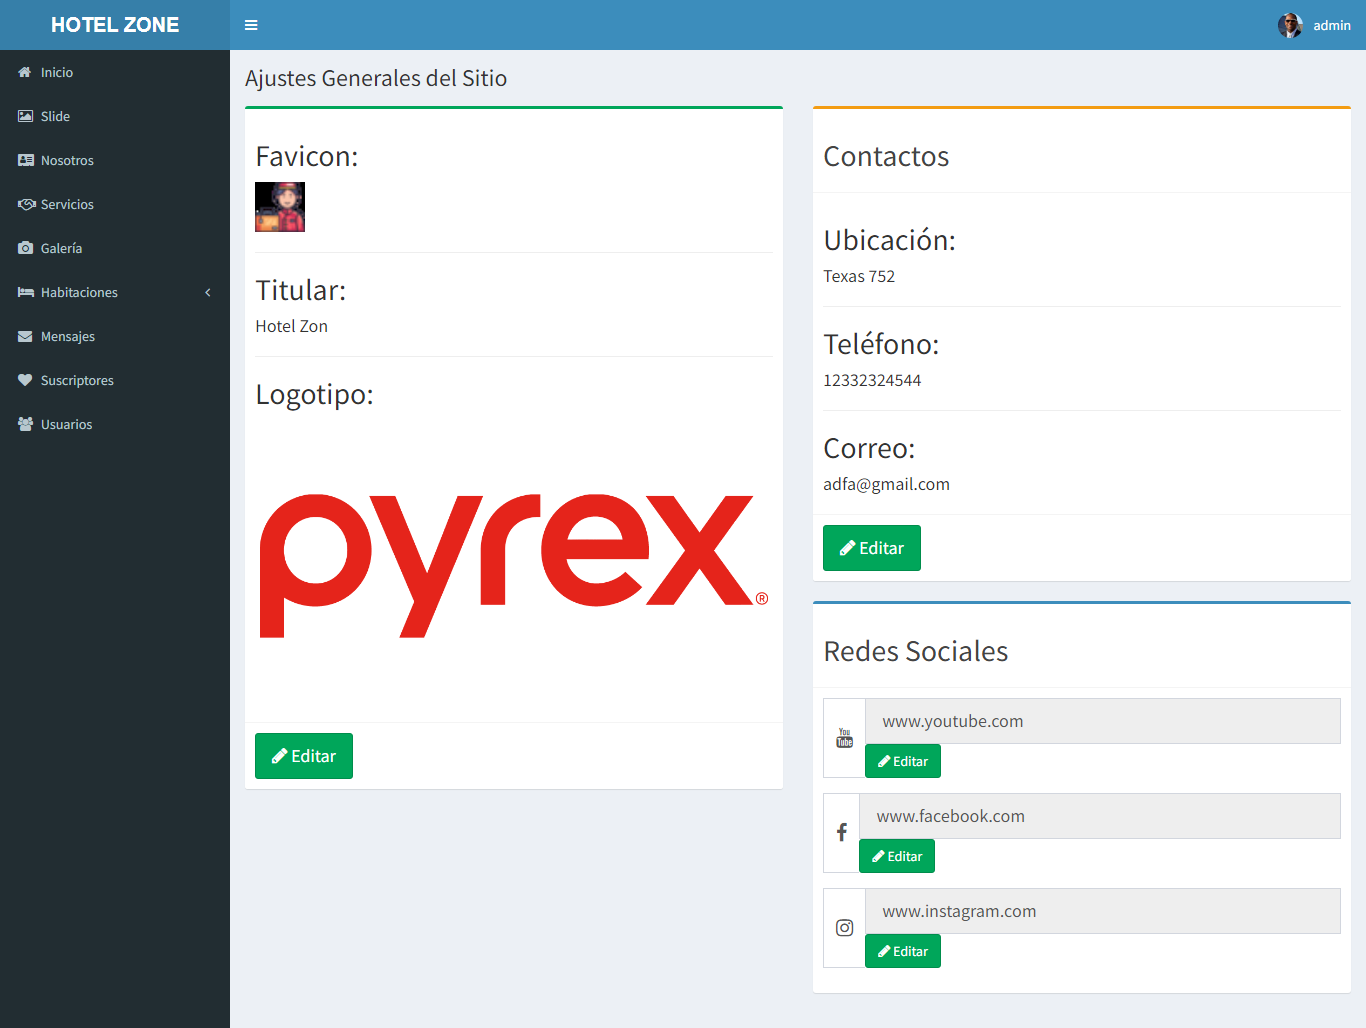 HOTEL ZONE
admin
Inicio
Slide
Nosotros
Servicios
Galería
Habitaciones
Mensajes
Suscriptores
Usuarios
Ajustes Generales del Sitio
Favicon:
Titular:
Hotel Zon
Logotipo:
pyrex®
Editar
Contactos
Ubicación:
Texas 752
Teléfono:
12332324544
Correo:
adfa@gmail.com
Editar
Redes Sociales
You
Tube
www.youtube.com
Editar
www.facebook.com
Editar
www.instagram.com
Editar